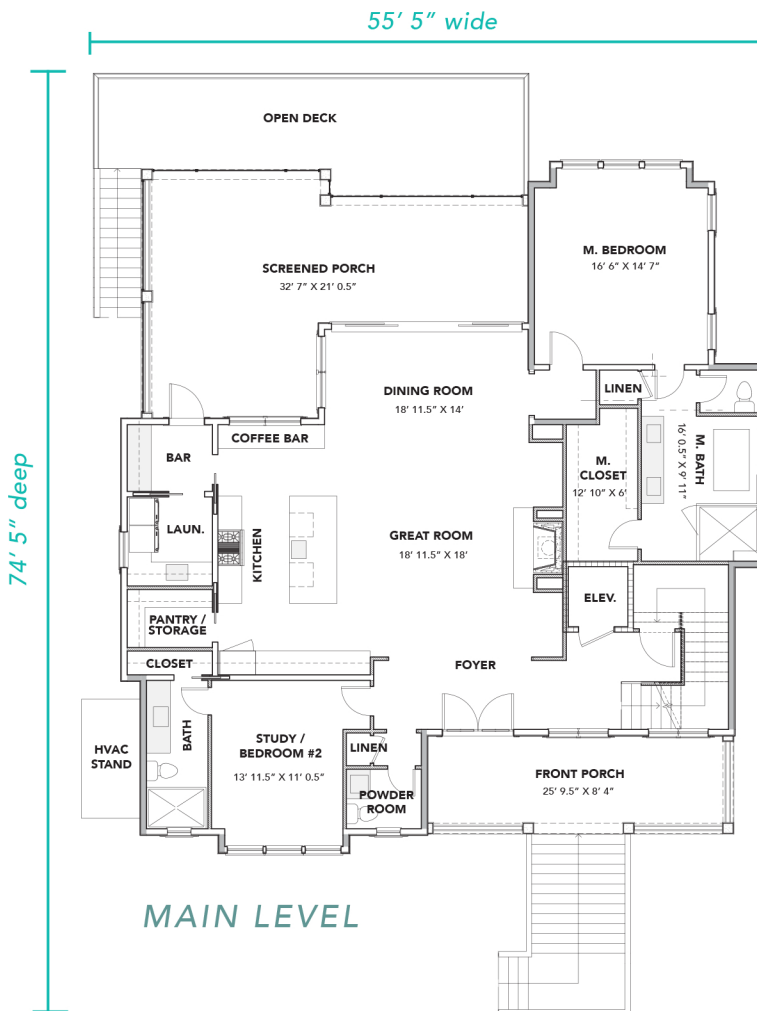 55' 5" wide
74' 5" deep
OPEN DECK
SCREENED PORCH
32' 7" X 21' 0.5"
M. BEDROOM
16' 6" X 14' 7"
DINING ROOM
18' 11.5" X 14'
LINEN
COFFEE BAR
BAR
M.
CLOSET
12' 10" X 6'
M. BATH
16' 0.5" X 9' 11"
LAUN.
KITCHEN
GREAT ROOM
18' 11.5" X 18'
ELEV.
PANTRY /
STORAGE
CLOSET
FOYER
BATH
STUDY /
BEDROOM #2
13' 11.5" X 11' 0.5"
LINEN
HVAC
STAND
POWDER
ROOM
FRONT PORCH
25' 9.5" X 8' 4"
MAIN LEVEL